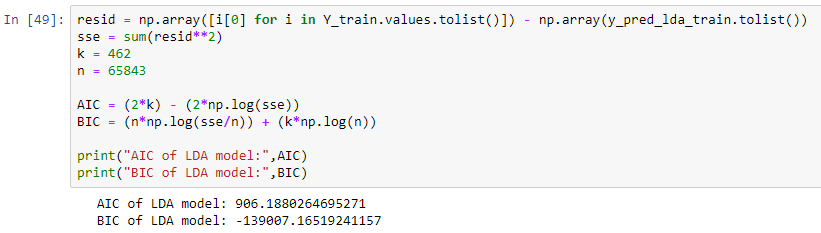 In [49]: resid = np.array([i[0] for i in Y_train.values.tolist()]) - np.array(y_pred_lda_train.tolist())
sse = sum(resid**2)
k = 462
n = 65843
AIC = (2*k) - (2*np.log(sse))
BIC = (n*np.log(sse/n)) + (k*np.log(n))
print("AIC of LDA model:",AIC)
print("BIC of LDA model:",BIC)
AIC of LDA model: 906.1880264695271
BIC of LDA model: -139007.16519241157